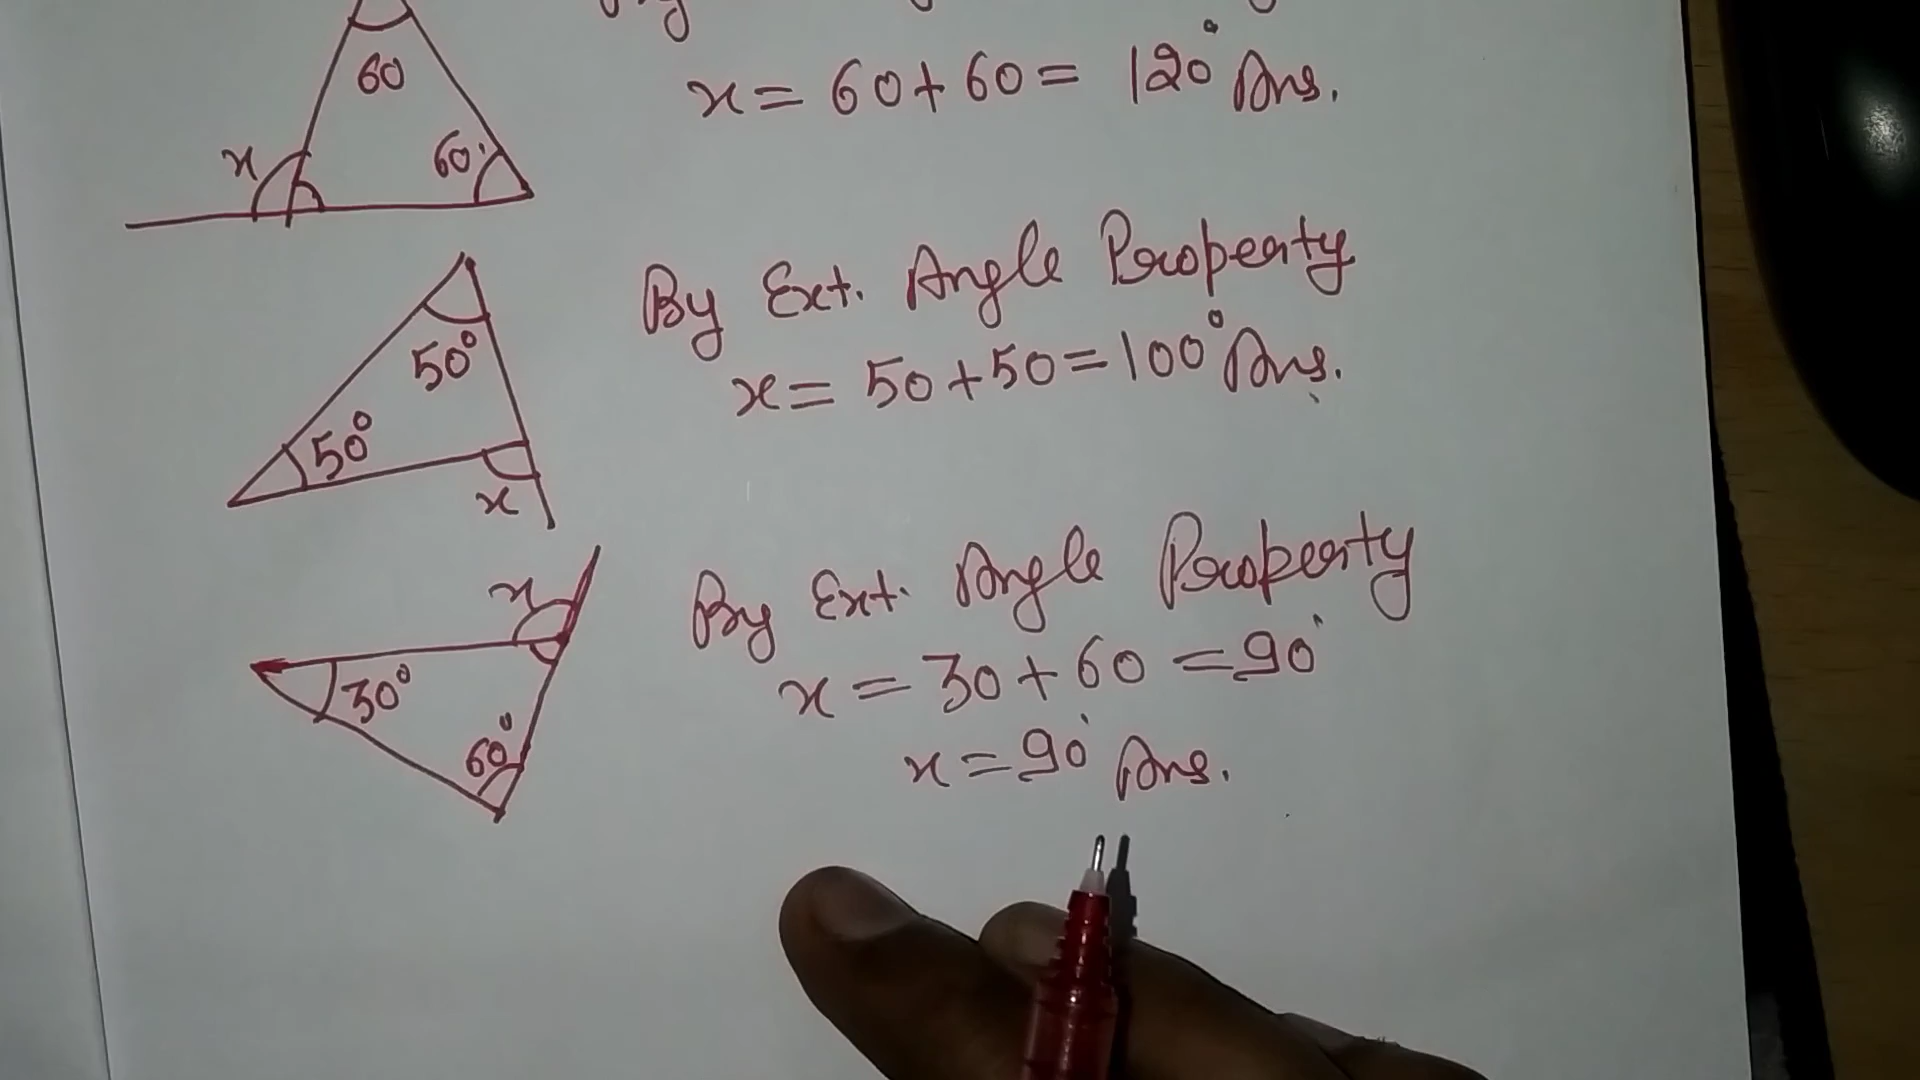 60
x
60°
x = 60 + 60 = 120° Ans.
By Ext. Angle Property
50°
x = 50 + 50 = 100° Ans.
50°
x
x
By Ext. Angle Property
30°
x = 30 + 60 = 90°
60°
x = 90° Ans.